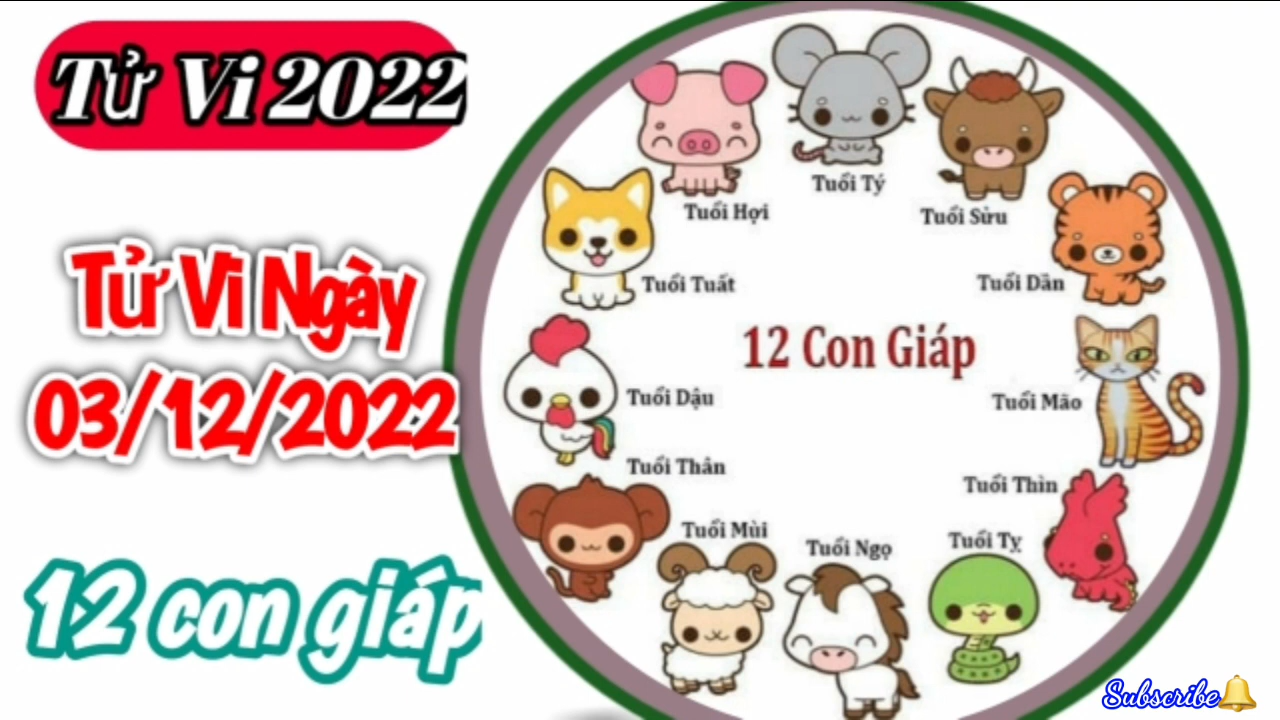 Tử Vi 2022
Tử Vi Ngày
03/12/2022
12 con giáp
Tuổi Tý
Tuổi Hợi
Tuổi Sửu
Tuổi Tuất
Tuổi Dần
12 Con Giáp
Tuổi Dậu
Tuổi Mão
Tuổi Thân
Tuổi Thìn
Tuổi Mùi
Tuổi Ngọ
Tuổi Tỵ
Subscribe